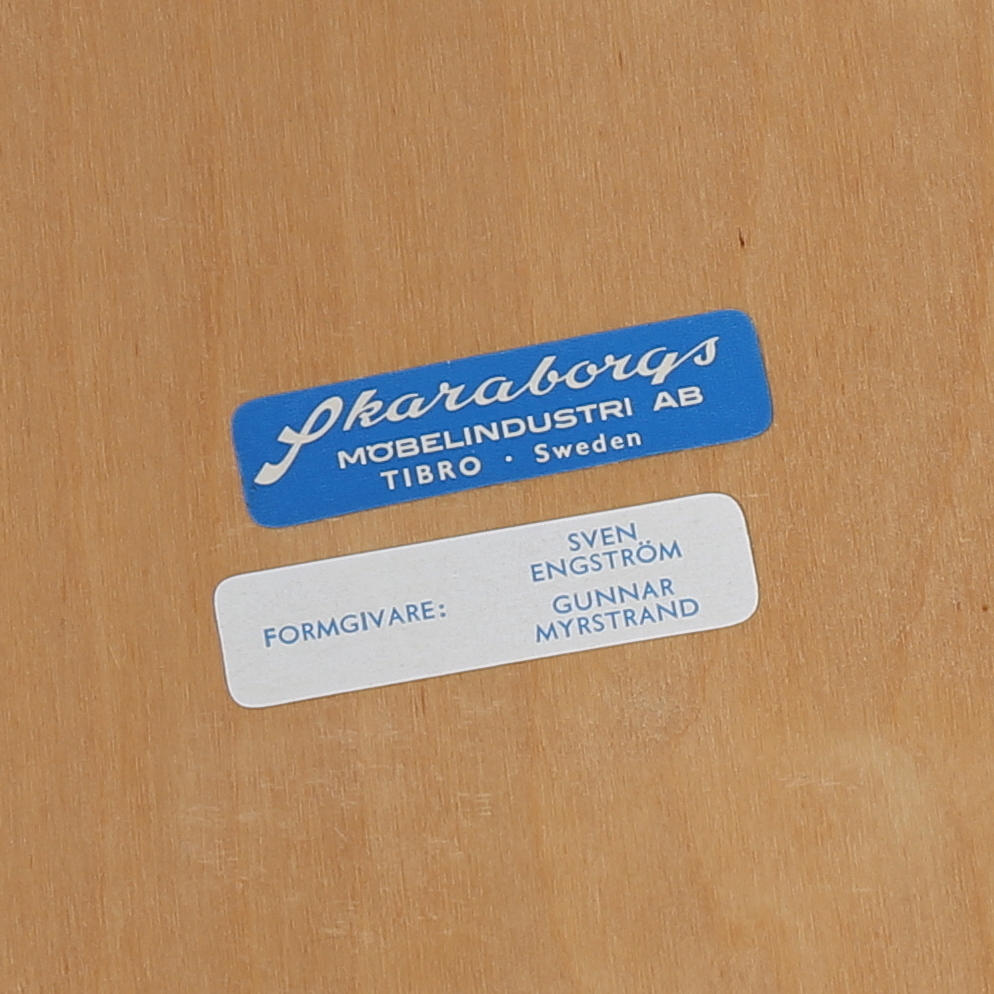 Skaraborgs
MÖBELINDUSTRI AB
TIBRO · Sweden
SVEN
ENGSTRÖM
FORMGIVARE:
GUNNAR
MYRSTRAND